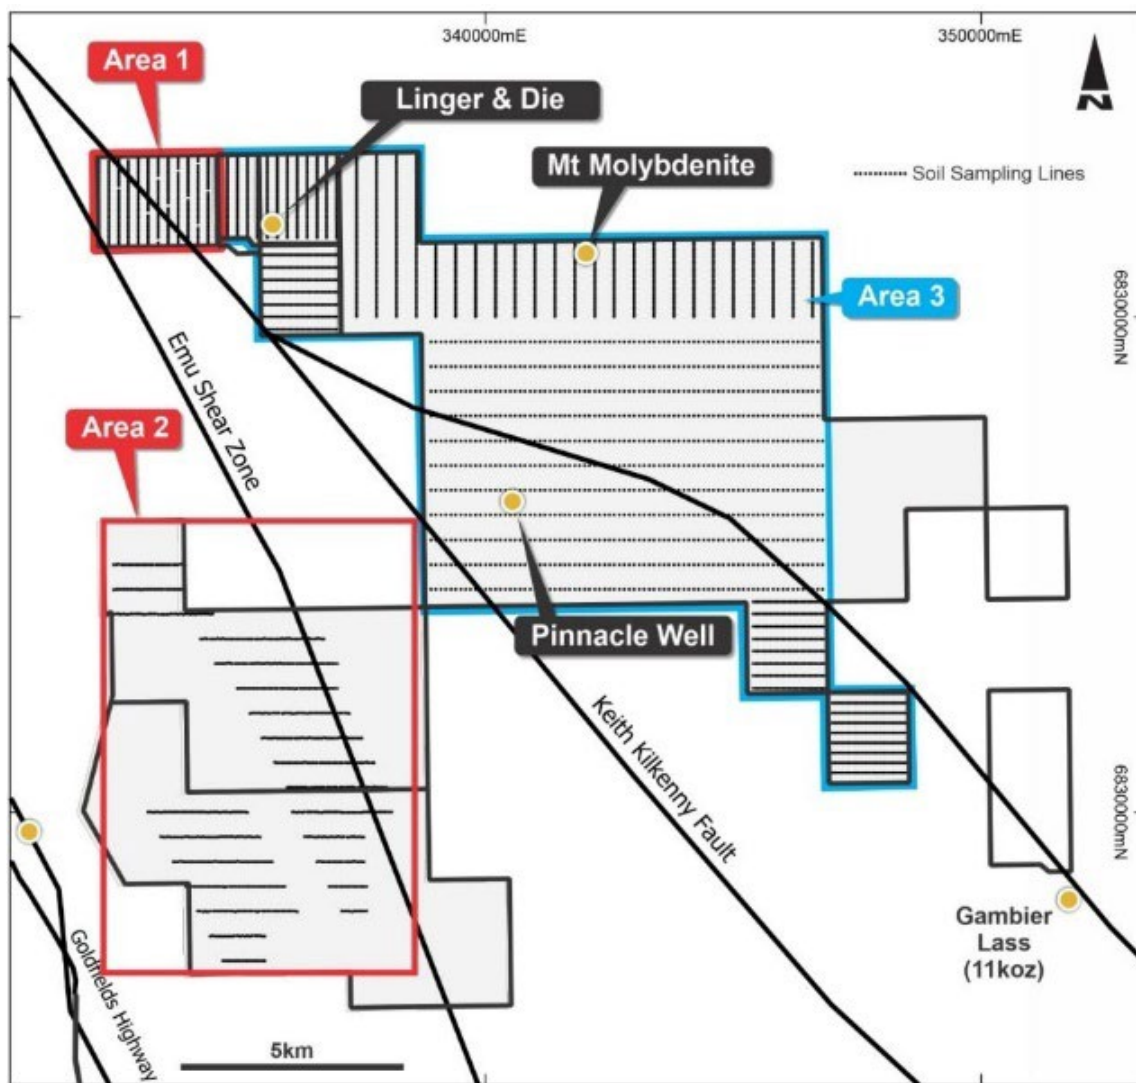 340000mE
350000mE
Area 1
Linger & Die
N
Mt Molybdenite
Soil Sampling Lines
Area 3
6830000mN
Emu Shear Zone
Area 2
Pinnacle Well
Keith Kilkenny Fault
6830000mN
Gambier
Lass
(11koz)
Goldfields Highway
5km